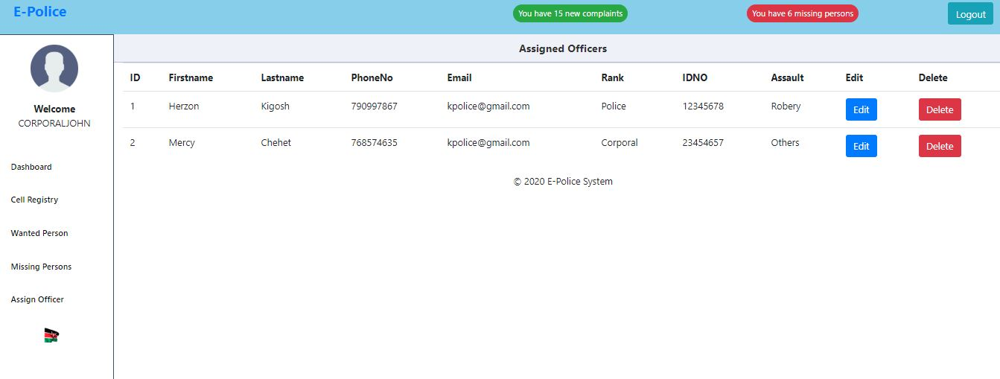 E-Police
You have 15 new complaints
You have 6 missing persons
Logout
Welcome
CORPORALJOHN
Dashboard
Cell Registry
Wanted Person
Missing Persons
Assign Officer
Assigned Officers
ID Firstname Lastname PhoneNo Email Rank IDNO Assault Edit Delete
1 Herzon Kigosh 790997867 kpolice@gmail.com Police 12345678 Robery Edit Delete
2 Mercy Chehet 768574635 kpolice@gmail.com Corporal 23454657 Others Edit Delete
© 2020 E-Police System